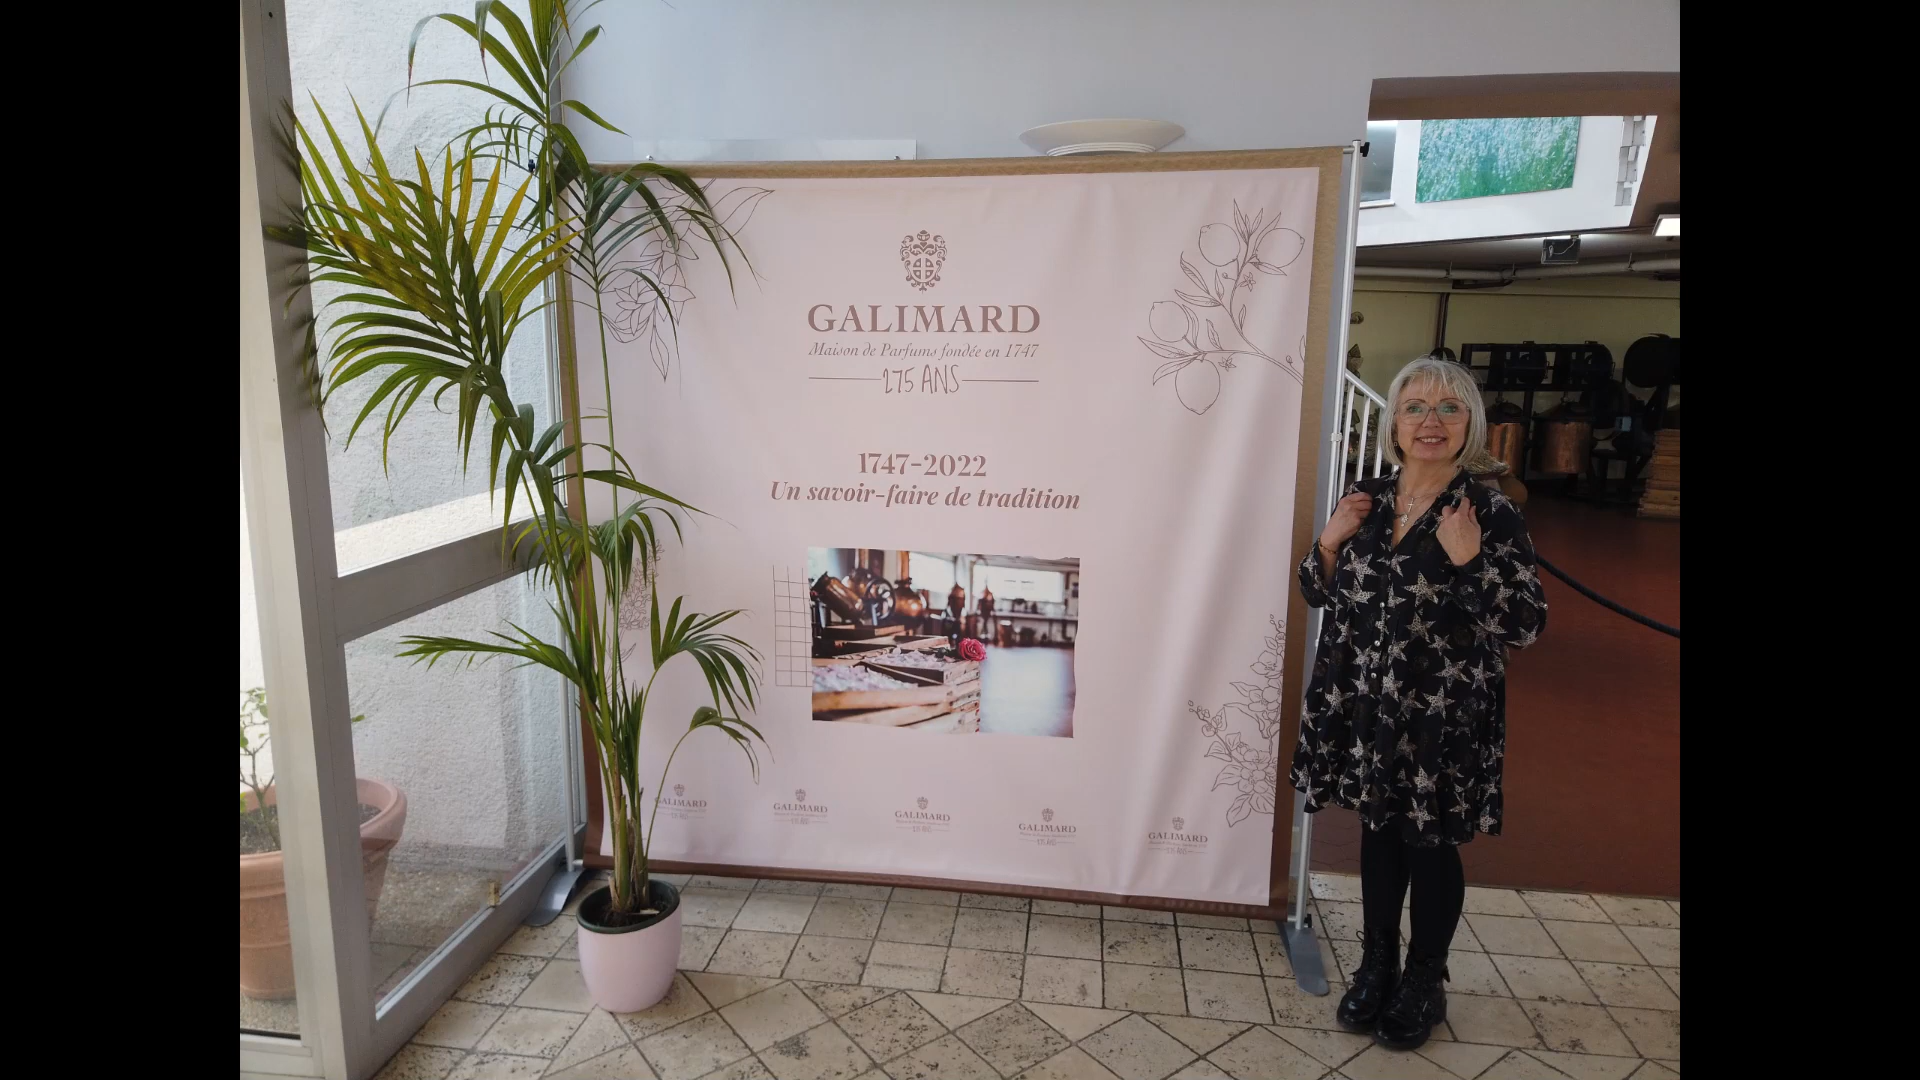 GALIMARD
Maison de Parfums fondée en 1747
275 ANS
1747-2022
Un savoir-faire de tradition
GALIMARD
GALIMARD
GALIMARD
GALIMARD
GALIMARD